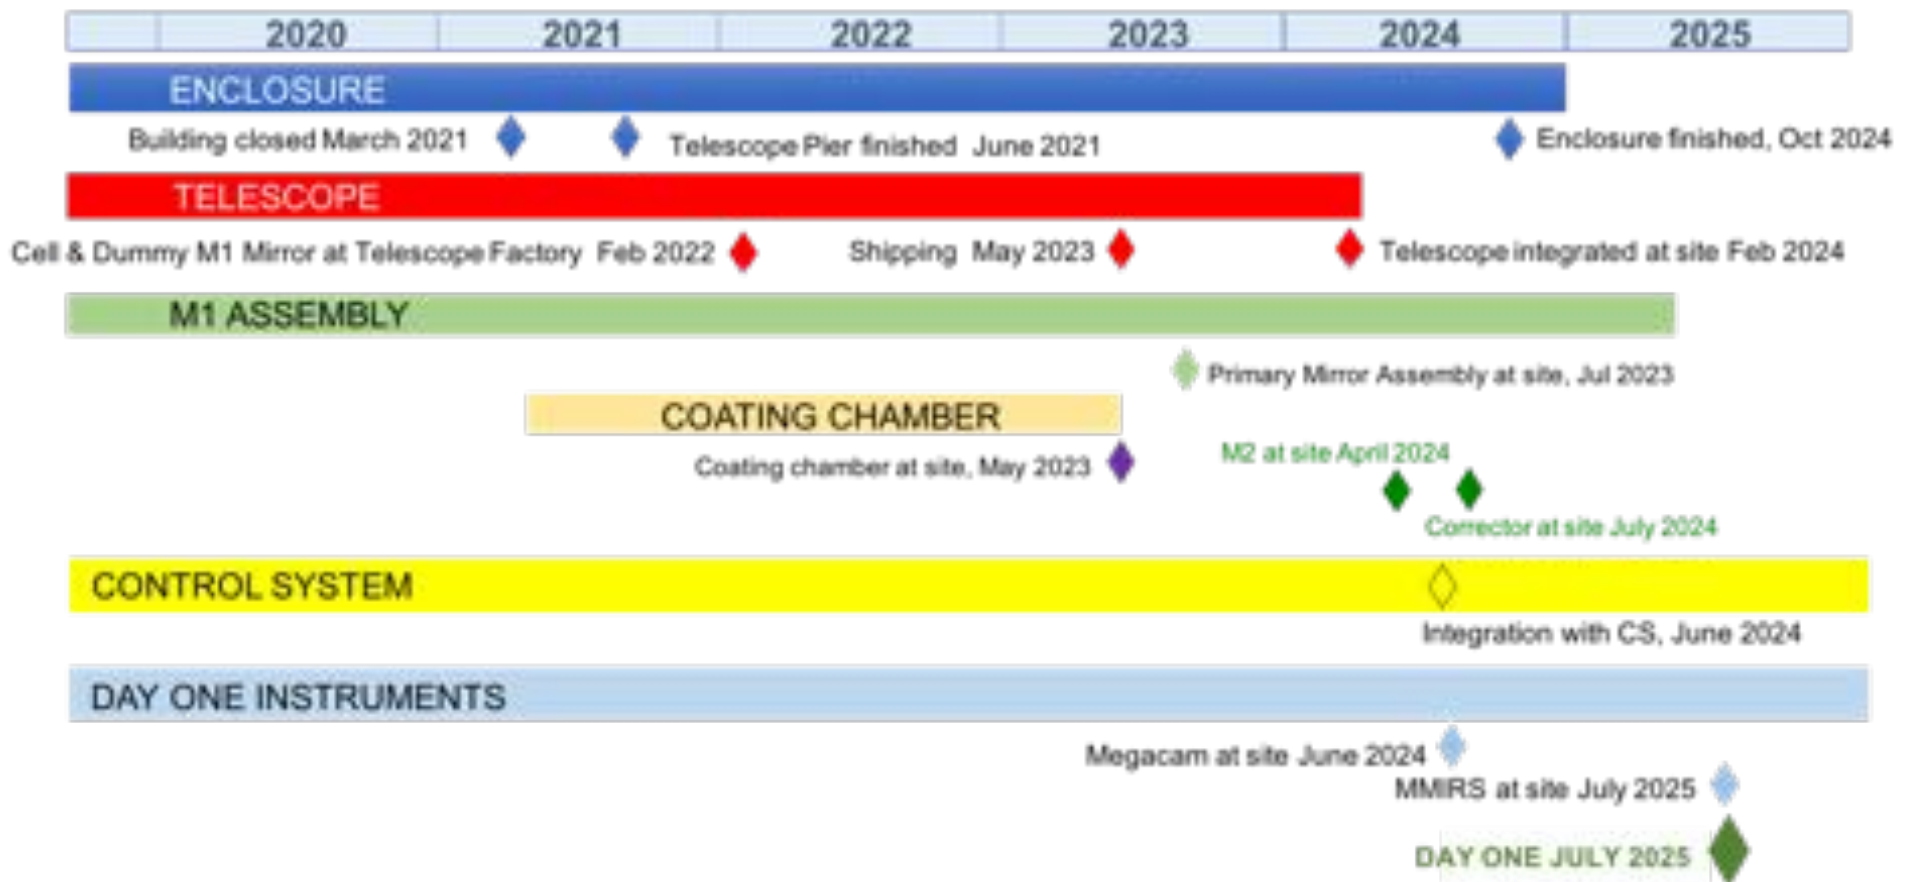 2020 2021 2022 2023 2024 2025
ENCLOSURE
Building closed March 2021
Telescope Pier finished June 2021
Enclosure finished, Oct 2024
TELESCOPE
Cell & Dummy M1 Mirror at Telescope Factory Feb 2022
Shipping May 2023
Telescope integrated at site Feb 2024
M1 ASSEMBLY
Primary Mirror Assembly at site, Jul 2023
COATING CHAMBER
Coating chamber at site, May 2023
M2 at site April 2024
Corrector at site July 2024
CONTROL SYSTEM
Integration with CS, June 2024
DAY ONE INSTRUMENTS
Megacam at site June 2024
MMIRS at site July 2025
DAY ONE JULY 2025